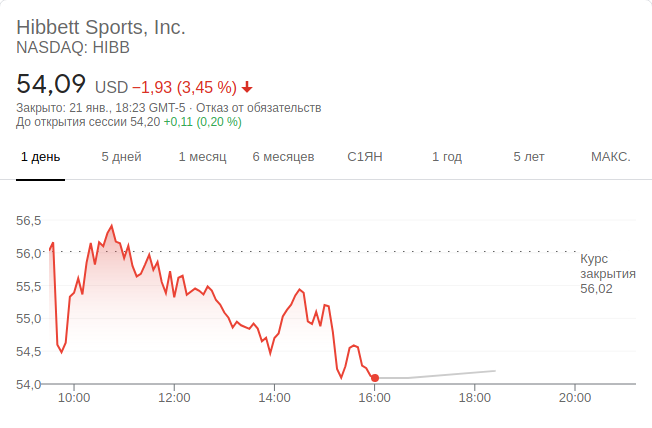 Hibbett Sports, Inc.
NASDAQ: HIBB
54,09 USD −1,93 (3,45 %)
Закрыто: 21 янв., 18:23 GMT-5 · Отказ от обязательств
До открытия сессии 54,20 +0,11 (0,20 %)
1 день 5 дней 1 месяц 6 месяцев С1ЯН 1 год 5 лет МАКС.
56,5
56,0
55,5
55,0
54,5
54,0
Курс
закрытия
56,02
10:00 12:00 14:00 16:00 18:00 20:00